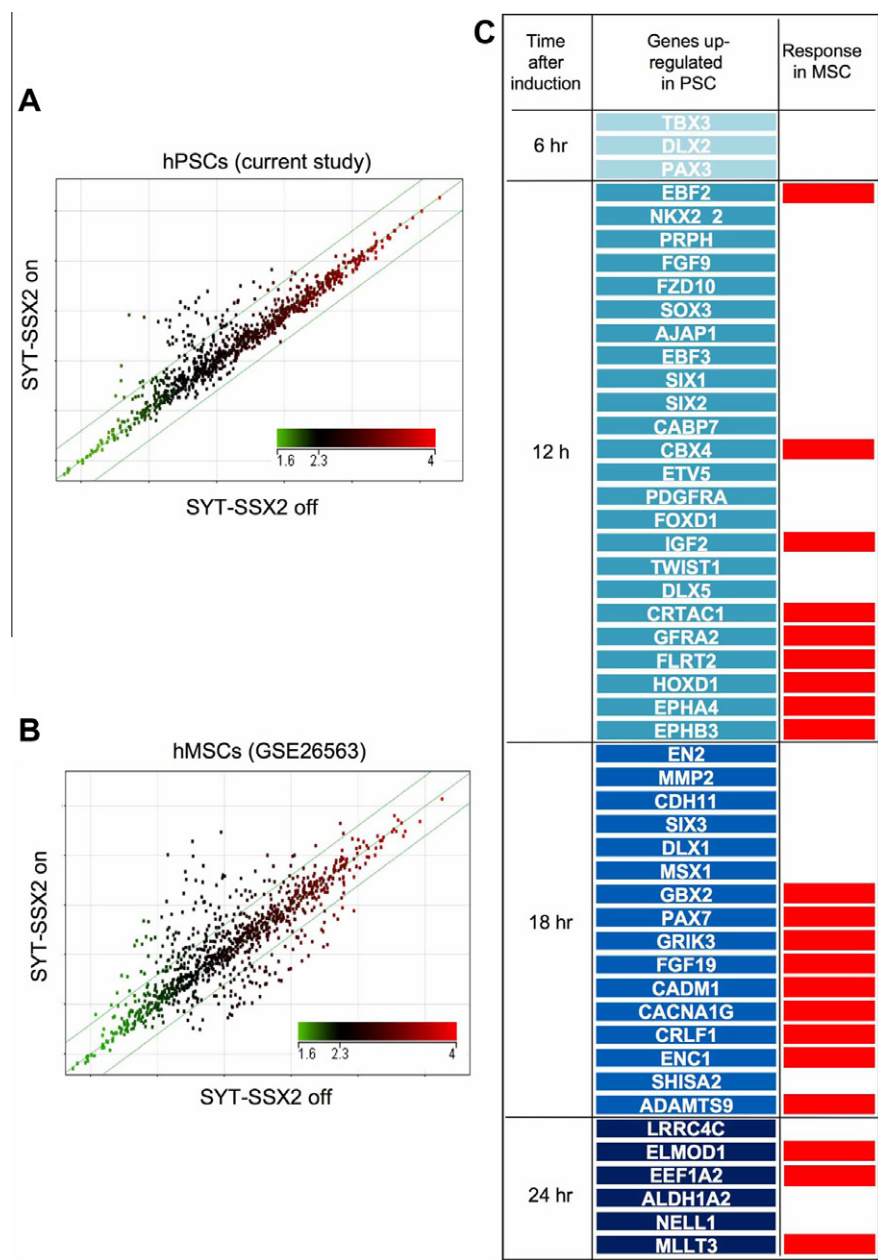 A
hPSCs (current study)
SYT-SSX2 on
1.6 2.3 4
SYT-SSX2 off
B
hMSCs (GSE26563)
SYT-SSX2 on
1.6 2.3 4
SYT-SSX2 off
C
Time
after
induction
Genes up-
regulated
in PSC
Response
in MSC
6 hr
TBX3
DLX2
PAX3
12 h
EBF2
NKX2 2
PRPH
FGF9
FZD10
SOX3
AJAP1
EBF3
SIX1
SIX2
CABP7
CBX4
ETV5
PDGFRA
FOXD1
IGF2
TWIST1
DLX5
CRTAC1
GFRA2
FLRT2
HOXD1
EPHA4
EPHB3
18 hr
EN2
MMP2
CDH11
SIX3
DLX1
MSX1
GBX2
PAX7
GRIK3
FGF19
CADM1
CACNA1G
CRLF1
ENC1
SHISA2
ADAMTS9
24 hr
LRRC4C
ELMOD1
EEF1A2
ALDH1A2
NELL1
MLLT3